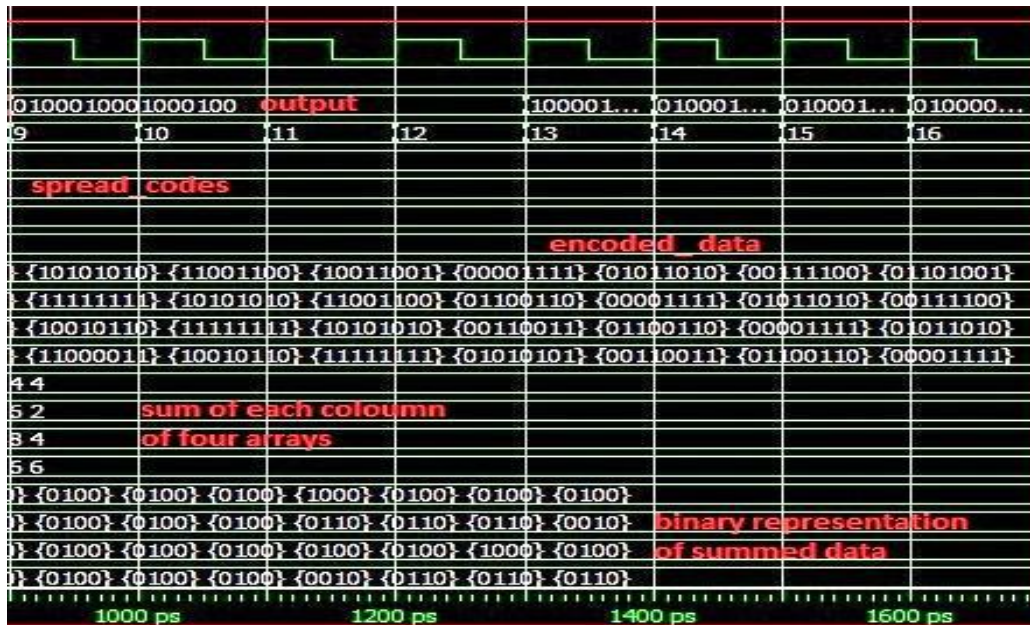 0100010001000100 output 100001... 010001... 010001... 010000...
9 10 11 12 13 14 15 16
spread_codes
encoded_data
} {10101010} {11001100} {10011001} {00001111} {01011010} {00111100} {01101001}
} {11111111} {10101010} {11001100} {01100110} {00001111} {01011010} {00111100}
} {10010110} {11111111} {10101010} {00110011} {01100110} {00001111} {01011010}
} {11000011} {10010110} {11111111} {01010101} {00110011} {01100110} {00001111}
4 4
2 sum of each coloumn
4 of four arrays
6
} {0100} {0100} {0100} {1000} {0100} {0100} {0100}
} {0100} {0100} {0100} {0110} {0110} {0110} {0010} binary representation
} {0100} {0100} {0100} {0100} {0100} {1000} {0100} of summed data
} {0100} {0100} {0100} {0010} {0110} {0110} {0110}
1000 ps 1200 ps 1400 ps 1600 ps